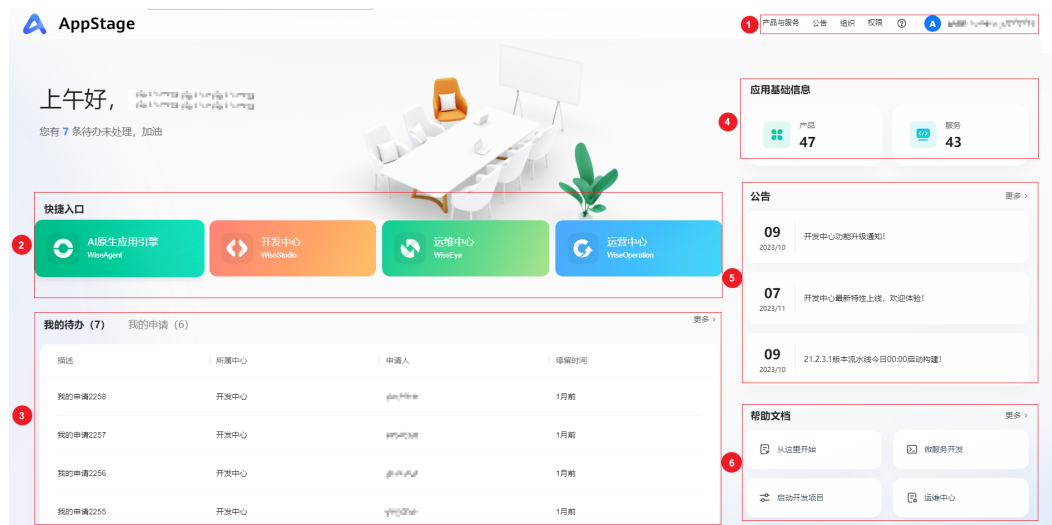 AppStage
1
产品与服务 公告 组织 权限
A
上午好，
您有 7 条待办未处理，加油
应用基础信息
4
产品
47
服务
43
快捷入口
2
AI原生应用引擎
WiseAgent
开发中心
WiseStudio
运维中心
WiseEye
运营中心
WiseOperation
公告 更多
5
09
2023/10
开发中心功能升级通知!
07
2023/11
开发中心最新特性上线，欢迎体验!
09
2023/10
21.2.3.1版本流水线今日00:00启动构建!
3
我的待办（7） 我的申请（6） 更多
描述 所属中心 申请人 停留时间
我的申请2258 开发中心 1月前
我的申请2257 开发中心 1月前
我的申请2256 开发中心 1月前
我的申请2255 开发中心 1月前
帮助文档 更多
6
从这里开始 微服务开发
启动开发项目 运维中心